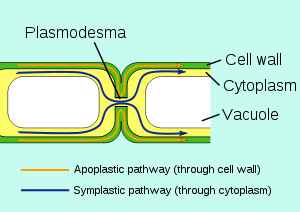 Plasmodesma
Cell wall
Cytoplasm
Vacuole
Apoplastic pathway (through cell wall)
Symplastic pathway (through cytoplasm)